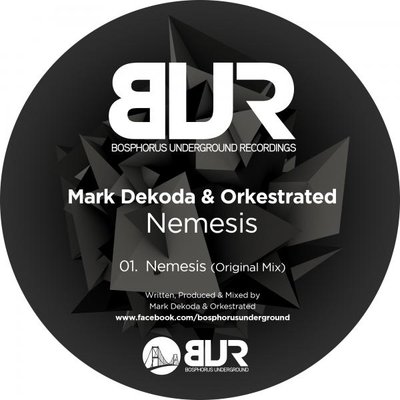 BUR
BOSPHORUS UNDERGROUND RECORDINGS
Mark Dekoda & Orkestrated
Nemesis
01. Nemesis (Original Mix)
Written, Produced & Mixed by
Mark Dekoda & Orkestrated
www.facebook.com/bosphorusunderground
BUR
BOSPHORUS UNDERGROUND